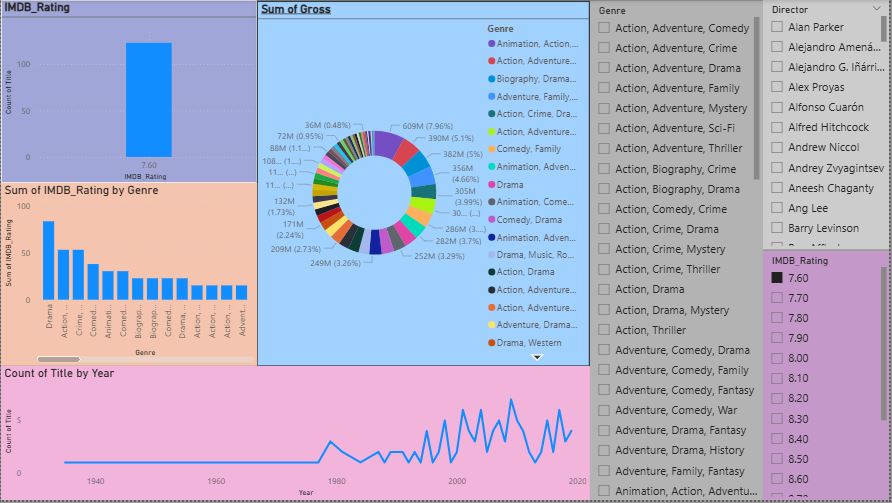 IMDB_Rating
Count of Title
100
50
0
7.60
IMDB_Rating
Sum of IMDB_Rating by Genre
Sum of IMDB_Rating
100
50
0
Drama
Action, ...
Crime,...
Comed...
Animati...
Comed...
Biograp...
Biograp...
Comed...
Drama, ...
Action, ...
Action, ...
Action, ...
Advent...
Genre
Sum of Gross
609M (7.96%)
390M (5.1%)
382M (5%)
356M
(4.66%)
305M
(3.99%)
30... (...)
286M (3...)
282M (3.7%)
252M (3.29%)
249M (3.26%)
209M (2.73%)
171M
(2.24%)
132M
(1.73%)
11... (...)
11... (...)
108...
88M (1.1...)
72M (0.95%)
36M (0.48%)
Genre
Animation, Action,...
Action, Adventure...
Biography, Drama...
Adventure, Family,...
Action, Crime, Dra...
Action, Adventure...
Comedy, Family
Animation, Adven...
Drama
Animation, Come...
Comedy, Drama
Animation, Adven...
Drama, Music, Ro...
Action, Drama
Action, Adventure...
Action, Adventure...
Adventure, Drama...
Drama, Western
Count of Title by Year
Count of Title
5
0
1940
1960
1980
2000
2020
Year
Genre
Action, Adventure, Comedy
Action, Adventure, Crime
Action, Adventure, Drama
Action, Adventure, Family
Action, Adventure, Mystery
Action, Adventure, Sci-Fi
Action, Adventure, Thriller
Action, Biography, Crime
Action, Biography, Drama
Action, Comedy, Crime
Action, Crime, Drama
Action, Crime, Mystery
Action, Crime, Thriller
Action, Drama
Action, Drama, Mystery
Action, Thriller
Adventure, Comedy, Drama
Adventure, Comedy, Family
Adventure, Comedy, Fantasy
Adventure, Comedy, War
Adventure, Drama, Fantasy
Adventure, Drama, History
Adventure, Family, Fantasy
Animation, Action, Adventu...
Director
Alan Parker
Alejandro Amená...
Alejandro G. Iñárri...
Alex Proyas
Alfonso Cuarón
Alfred Hitchcock
Andrew Niccol
Andrey Zvyagintsev
Aneesh Chaganty
Ang Lee
Barry Levinson
IMDB_Rating
7.60
7.70
7.80
7.90
8.00
8.10
8.20
8.30
8.40
8.50
8.60